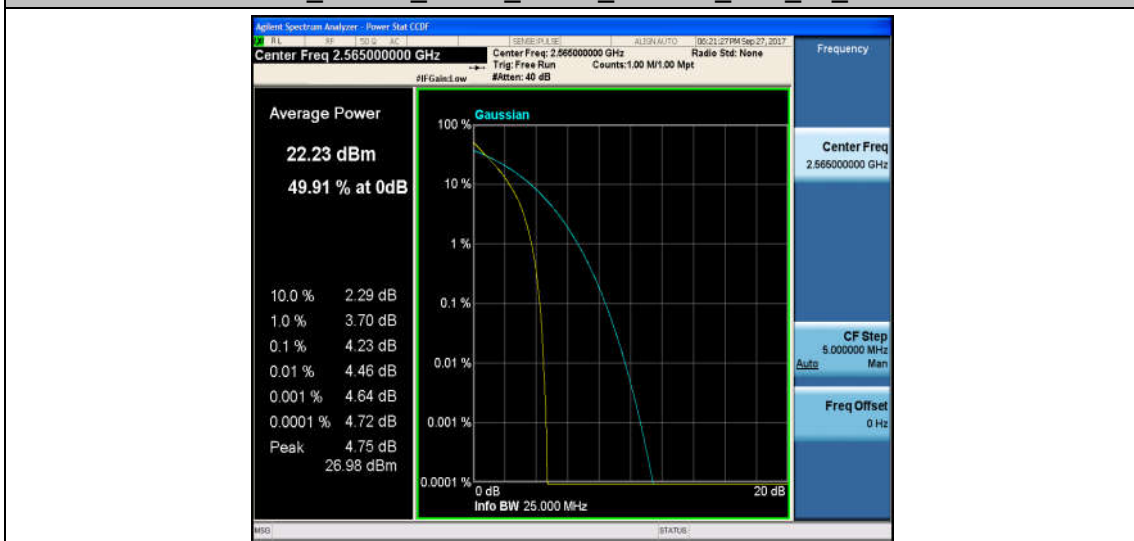 Agilent Spectrum Analyzer - Power Stat CCDF
RL RF 50 Ω AC SENSE:PULSE ALIGN AUTO 06:21:27 PM Sep 27, 2017
Center Freq 2.565000000 GHz
Center Freq: 2.565000000 GHz Radio Std: None
Trig: Free Run Counts:1.00 M/1.00 Mpt
#IFGain:Low #Atten: 40 dB
Frequency
Average Power
22.23 dBm
49.91 % at 0dB
10.0 % 2.29 dB
1.0 % 3.70 dB
0.1 % 4.23 dB
0.01 % 4.46 dB
0.001 % 4.64 dB
0.0001 % 4.72 dB
Peak 4.75 dB
26.98 dBm
Gaussian
100 %
10 %
1 %
0.1 %
0.01 %
0.001 %
0.0001 %
0 dB 20 dB
Info BW 25.000 MHz
Center Freq
2.565000000 GHz
CF Step
5.000000 MHz
Auto Man
Freq Offset
0 Hz
MSG STATUS